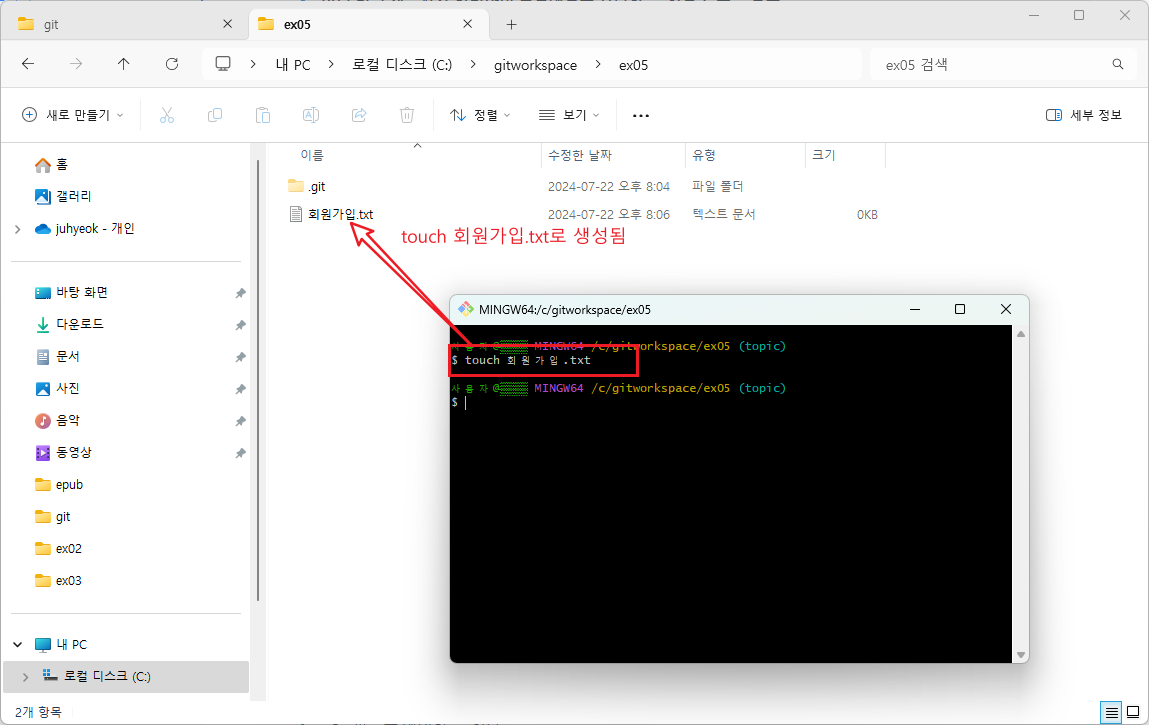 git
ex05
내 PC
로컬 디스크 (C:)
gitworkspace
ex05
ex05 검색
새로 만들기
정렬
보기
세부 정보
이름
수정한 날짜
유형
크기
.git
2024-07-22 오후 8:04
파일 폴더
회원가입.txt
2024-07-22 오후 8:06
텍스트 문서
0KB
touch 회원가입.txt로 생성됨
홈
갤러리
juhyeok - 개인
바탕 화면
다운로드
문서
사진
음악
동영상
epub
git
ex02
ex03
내 PC
로컬 디스크 (C:)
2개 항목
MINGW64:/c/gitworkspace/ex05
사용자@ MINGW64 /c/gitworkspace/ex05 (topic)
$ touch 회원가입.txt
사용자@ MINGW64 /c/gitworkspace/ex05 (topic)
$